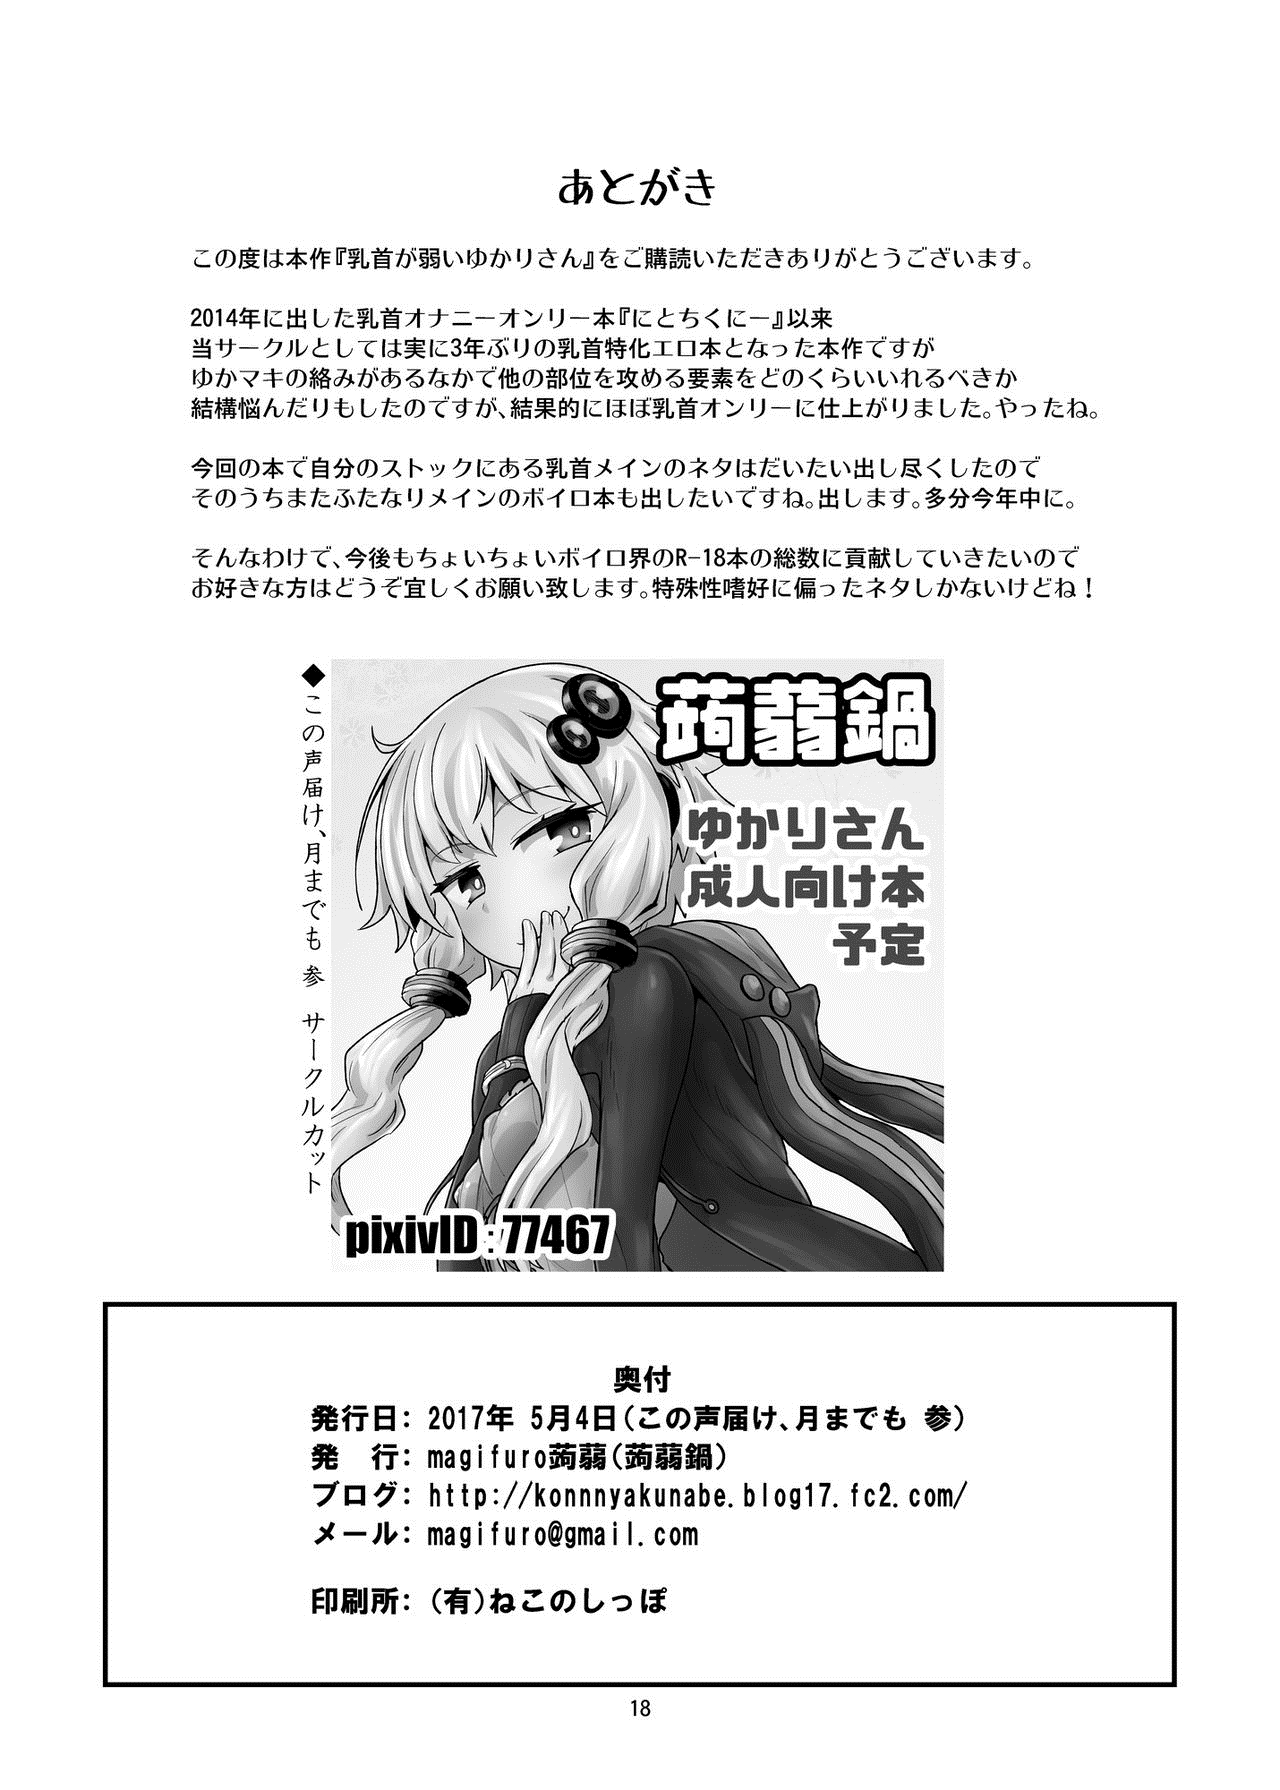 あとがき
この度は本作『乳首が弱いゆかりさん』をご購読いただきありがとうございます。
2014年に出した乳首オナニーオンリー本『にとちくにー』以来
当サークルとしては実に3年ぶりの乳首特化エロ本となった本作ですが
ゆかマキの絡みがあるなかで他の部位を攻める要素をどのくらいいれるべきか
結構悩んだりもしたのですが、結果的にほぼ乳首オンリーに仕上がりました。やったね。
今回の本で自分のストックにある乳首メインのネタはだいたい出し尽くしたので
そのうちまたふたなりメインのボイロ本も出したいですね。出します。多分今年中に。
そんなわけで、今後もちょいちょいボイロ界のR-18本の総数に貢献していきたいので
お好きな方はどうぞ宜しくお願い致します。特殊性嗜好に偏ったネタしかないけどね！
◆この声届け、月までも 参 サークルカット
蒟蒻鍋
ゆかりさん
成人向け本
予定
pixivID:77467
奥付
発行日： 2017年 5月4日（この声届け、月までも 参）
発　行： magifuro蒟蒻（蒟蒻鍋）
ブログ： http://konnnyakunabe.blog17.fc2.com/
メール： magifuro@gmail.com
印刷所： （有）ねこのしっぽ
18